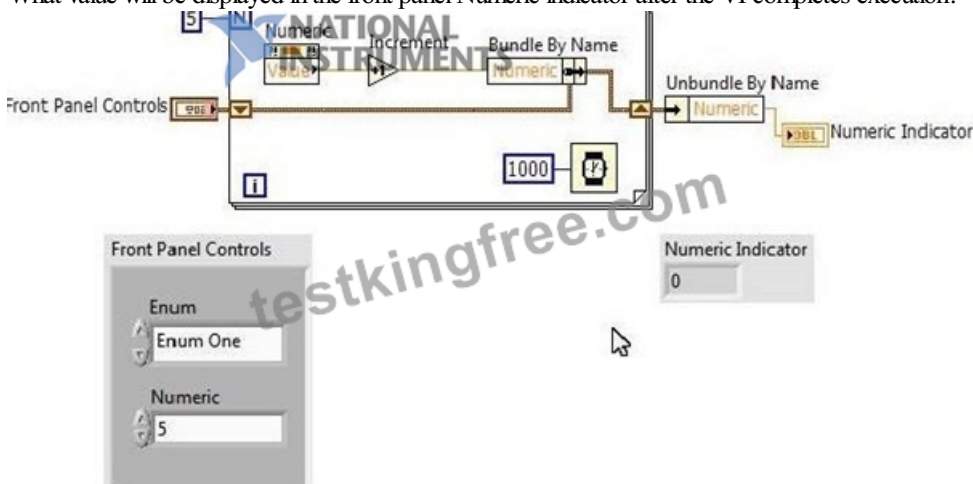 What value will be displayed in the front panel Numeric indicator after the VI completes execution?
5
N
NATIONAL
INSTRUMENTS
Numeric
Value
Increment
+1
Bundle By Name
Numeric
Unbundle By Name
Numeric
Front Panel Controls
DBL
Numeric Indicator
1000
i
testkingfree.com
Front Panel Controls
Enum
Enum One
Numeric
5
Numeric Indicator
0